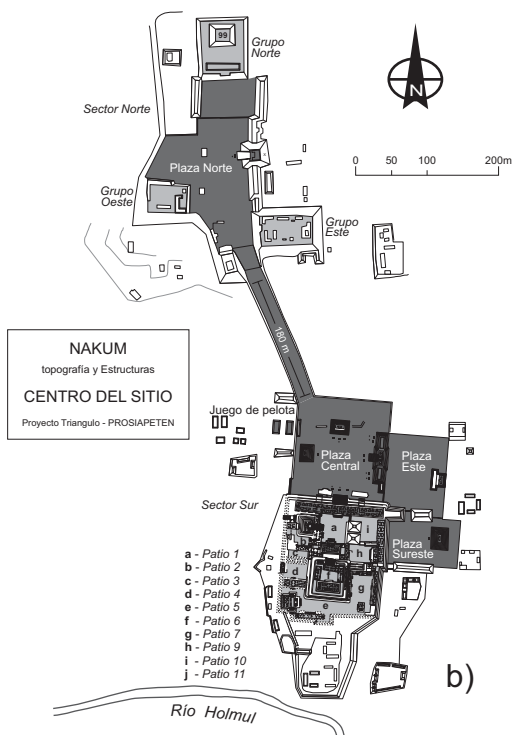 99
Grupo
Norte
N
Sector Norte
Plaza Norte
0 50 100 200m
Grupo
Oeste
Grupo
Este
180 m
NAKUM
topografía y Estructuras
CENTRO DEL SITIO
Proyecto Triangulo - PROSIAPETEN
Juego de pelota
Plaza
Central
Plaza
Este
Sector Sur
Plaza
Sureste
a
i
h
d
f
g
e
a - Patio 1
b - Patio 2
c - Patio 3
d - Patio 4
e - Patio 5
f - Patio 6
g - Patio 7
h - Patio 9
i - Patio 10
j - Patio 11
b)
Río Holmul